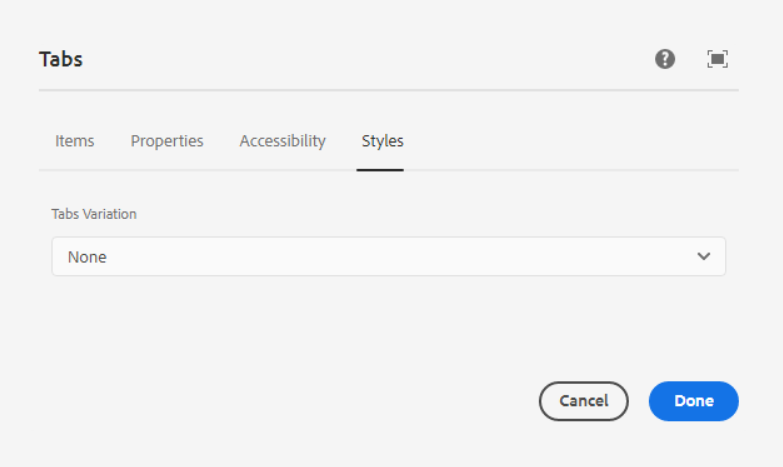 Tabs
Items Properties Accessibility Styles
Tabs Variation
None
Cancel Done